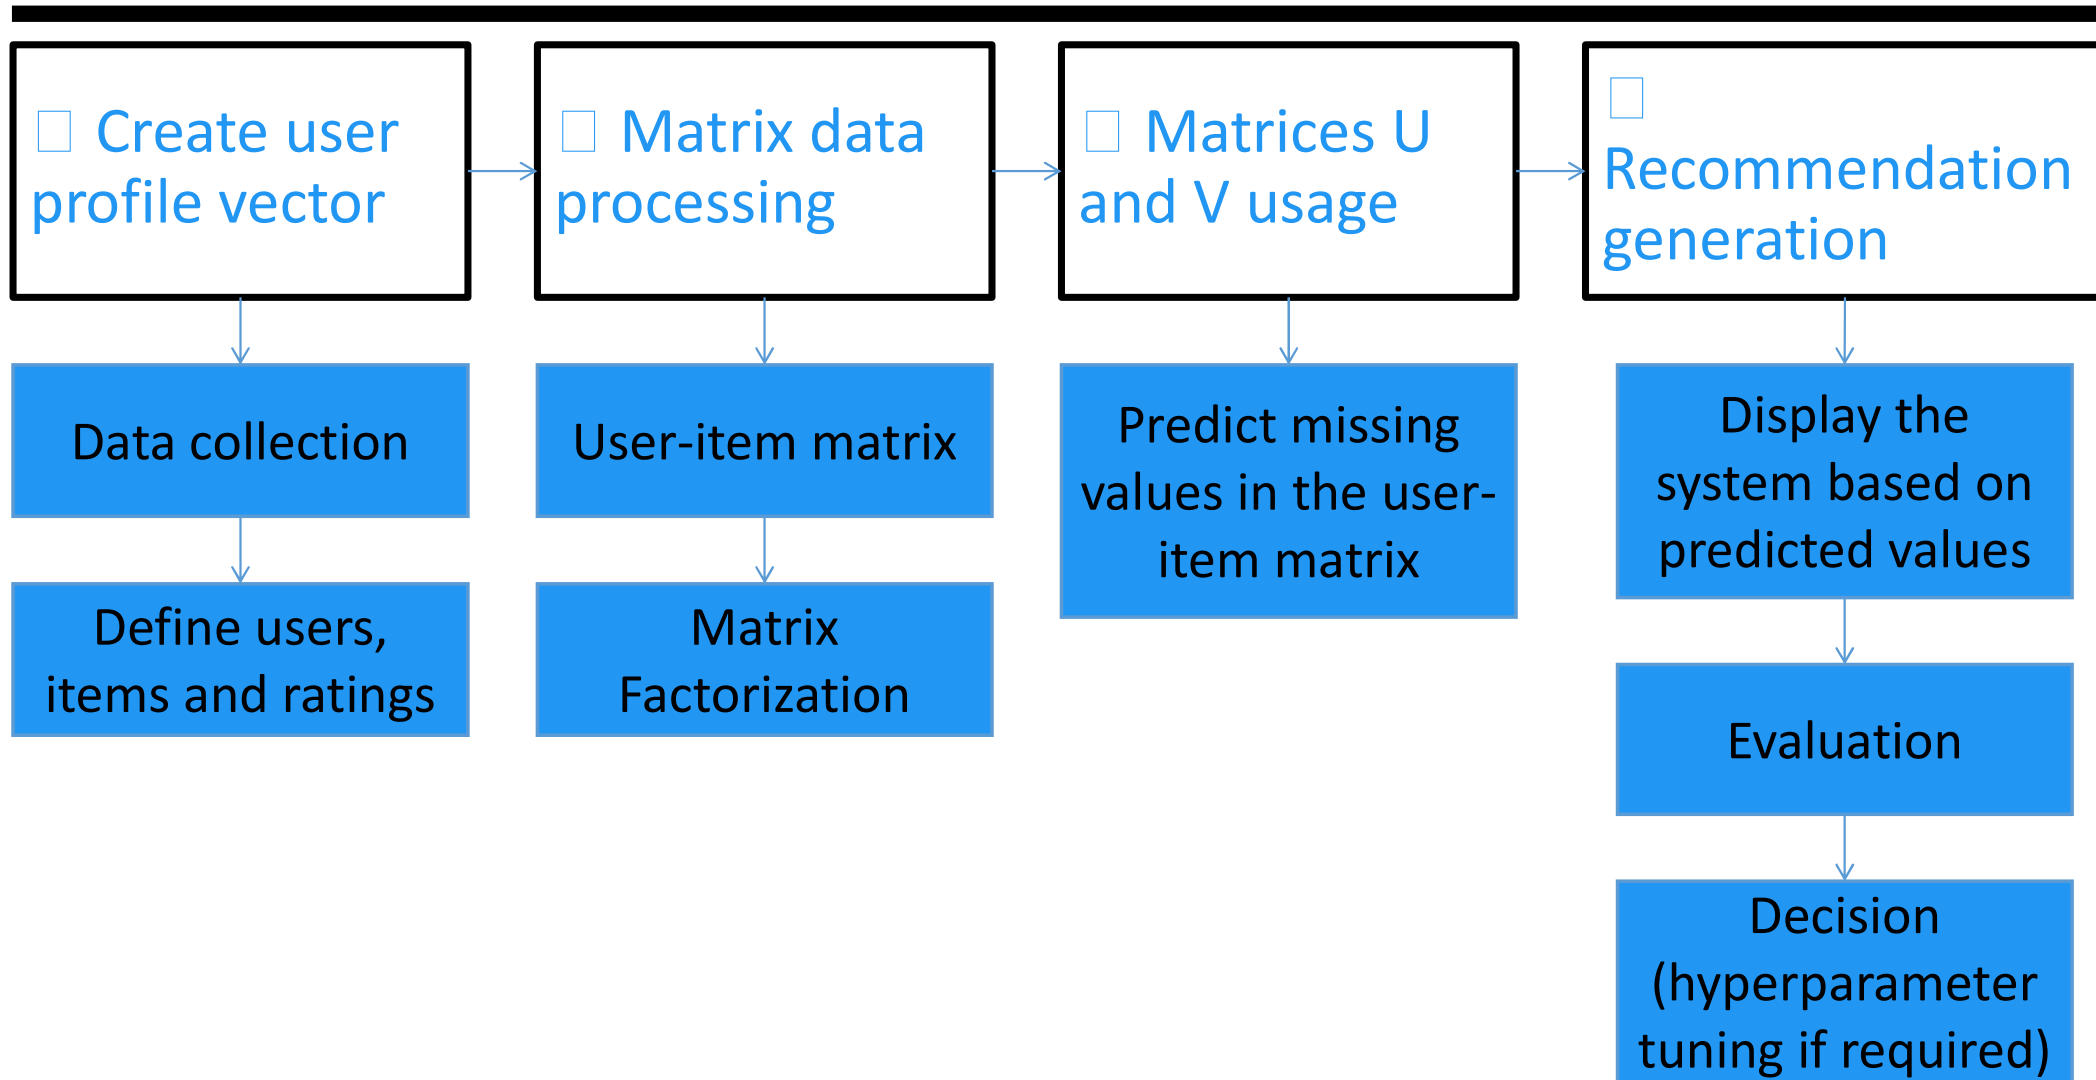 □ Create user
profile vector
□ Matrix data
processing
□ Matrices U
and V usage
□
Recommendation
generation
Data collection
Define users,
items and ratings
User-item matrix
Matrix
Factorization
Predict missing
values in the user-
item matrix
Display the
system based on
predicted values
Evaluation
Decision
(hyperparameter
tuning if required)